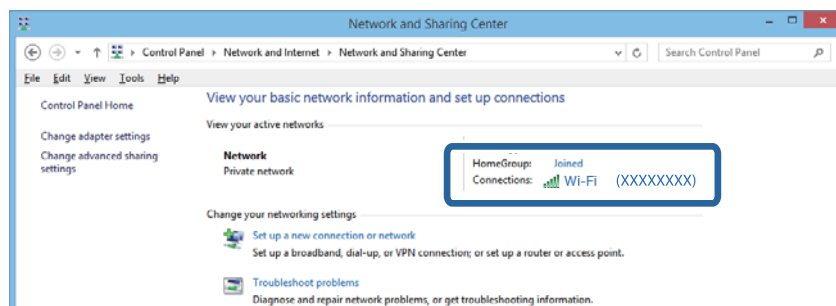 Network and Sharing Center
Control Panel Network and Internet Network and Sharing Center Search Control Panel
File Edit View Tools Help
Control Panel Home
Change adapter settings
Change advanced sharing
settings
View your basic network information and set up connections
View your active networks
Network
Private network
HomeGroup: Joined
Connections: Wi-Fi (XXXXXXXX)
Change your networking settings
Set up a new connection or network
Set up a broadband, dial-up, or VPN connection; or set up a router or access point.
Troubleshoot problems
Diagnose and repair network problems, or get troubleshooting information.